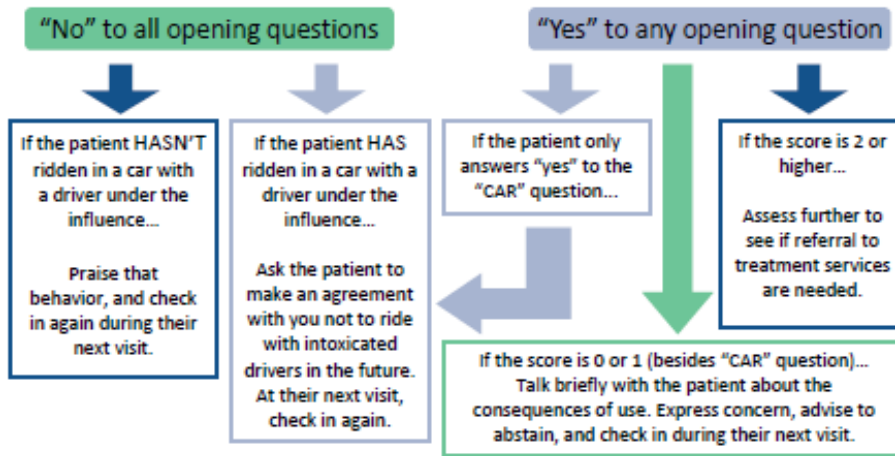 “No” to all opening questions
“Yes” to any opening question
If the patient HASN’T
ridden in a car with
a driver under the
influence...
Praise that
behavior, and check
in again during their
next visit.
If the patient HAS
ridden in a car with a
driver under the
influence...
Ask the patient to
make an agreement
with you not to ride
with intoxicated
drivers in the future.
At their next visit,
check in again.
If the patient only
answers “yes” to the
“CAR” question...
If the score is 2 or
higher...
Assess further to
see if referral to
treatment services
are needed.
If the score is 0 or 1 (besides “CAR” question)...
Talk briefly with the patient about the
consequences of use. Express concern, advise to
abstain, and check in during their next visit.